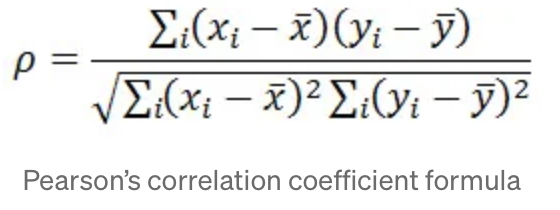 ρ = Σᵢ(xᵢ − x̄)(yᵢ − ȳ) / √Σᵢ(xᵢ − x̄)² Σᵢ(yᵢ − ȳ)²
Pearson's correlation coefficient formula